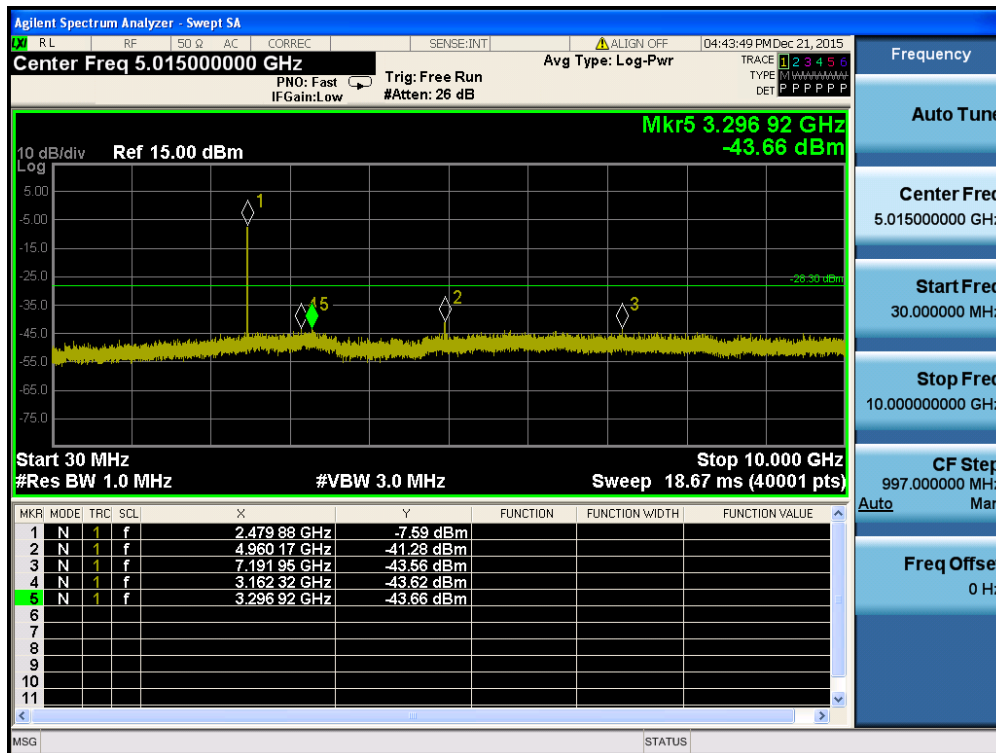 Agilent Spectrum Analyzer - Swept SA
LXI RL RF 50 Ω AC CORREC SENSE:INT ALIGN OFF 04:43:49 PM Dec 21, 2015
Center Freq 5.015000000 GHz
PNO: Fast
IFGain:Low
Trig: Free Run
#Atten: 26 dB
Avg Type: Log-Pwr
TRACE 1 2 3 4 5 6
TYPE M
DET P P P P P P
Mkr5 3.296 92 GHz
-43.66 dBm
10 dB/div Ref 15.00 dBm
Log
5.00
-5.00
-15.0
-25.0
-35.0
-45.0
-55.0
-65.0
-75.0
1
-28.30 dBm
5
2
3
Start 30 MHz Stop 10.000 GHz
#Res BW 1.0 MHz #VBW 3.0 MHz Sweep 18.67 ms (40001 pts)
MKR MODE TRC SCL X Y FUNCTION FUNCTION WIDTH FUNCTION VALUE
1 N 1 f 2.479 88 GHz -7.59 dBm
2 N 1 f 4.960 17 GHz -41.28 dBm
3 N 1 f 7.191 95 GHz -43.56 dBm
4 N 1 f 3.162 32 GHz -43.62 dBm
5 N 1 f 3.296 92 GHz -43.66 dBm
6
7
8
9
10
11
MSG STATUS
Frequency
Auto Tune
Center Freq
5.015000000 GHz
Start Freq
30.000000 MHz
Stop Freq
10.000000000 GHz
CF Step
997.000000 MHz
Auto Man
Freq Offset
0 Hz